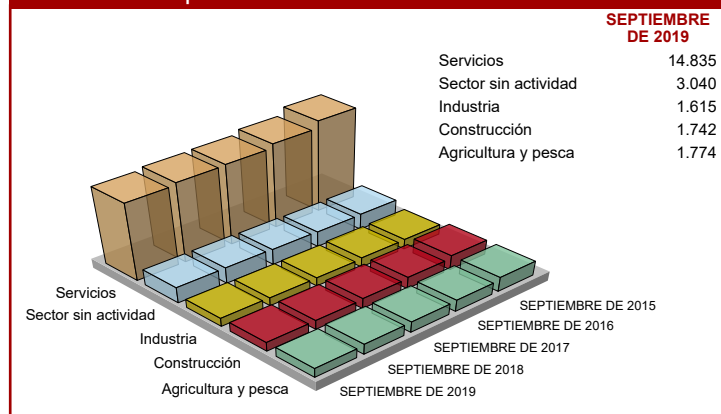 SEPTIEMBRE
DE 2019
Servicios 14.835
Sector sin actividad 3.040
Industria 1.615
Construcción 1.742
Agricultura y pesca 1.774
Servicios
Sector sin actividad
Industria
Construcción
Agricultura y pesca
SEPTIEMBRE DE 2015
SEPTIEMBRE DE 2016
SEPTIEMBRE DE 2017
SEPTIEMBRE DE 2018
SEPTIEMBRE DE 2019